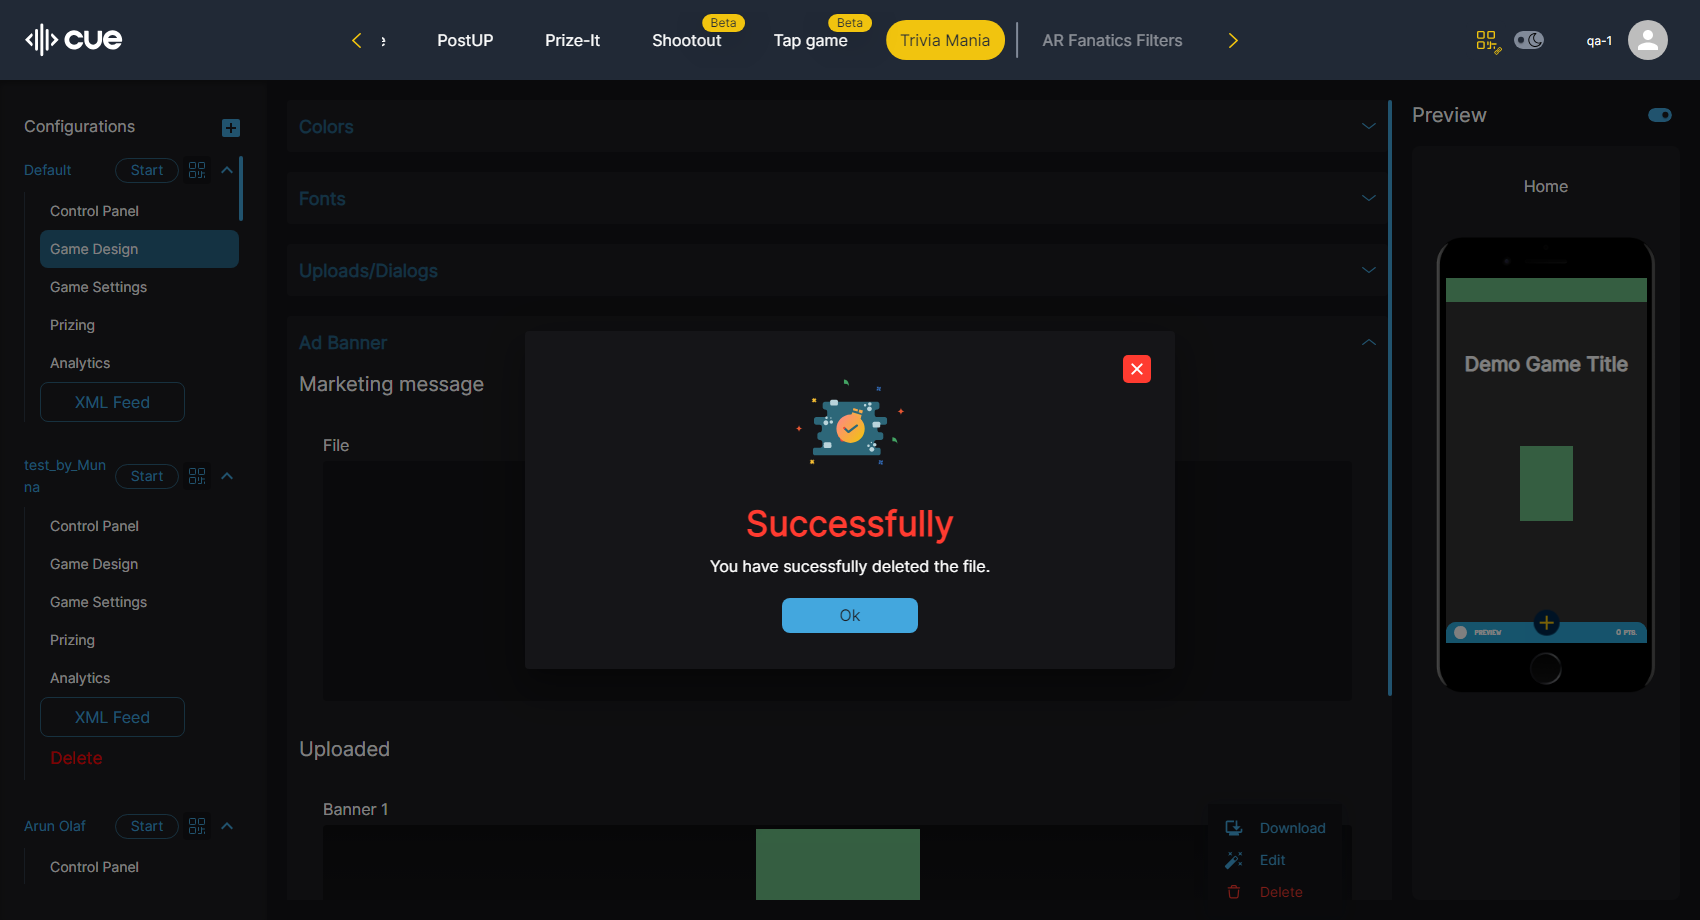 cue
PostUP
Prize-It
Beta
Shootout
Beta
Tap game
Trivia Mania
AR Fanatics Filters
qa-1
Configurations
Default
Start
Control Panel
Game Design
Game Settings
Prizing
Analytics
XML Feed
test_by_Mun
na
Start
Control Panel
Game Design
Game Settings
Prizing
Analytics
XML Feed
Delete
Arun Olaf
Start
Control Panel
Colors
Fonts
Uploads/Dialogs
Ad Banner
Marketing message
File
Successfully
You have sucessfully deleted the file.
Ok
Uploaded
Banner 1
Download
Edit
Delete
Preview
Home
Demo Game Title
PREVIEW
0 PTS.